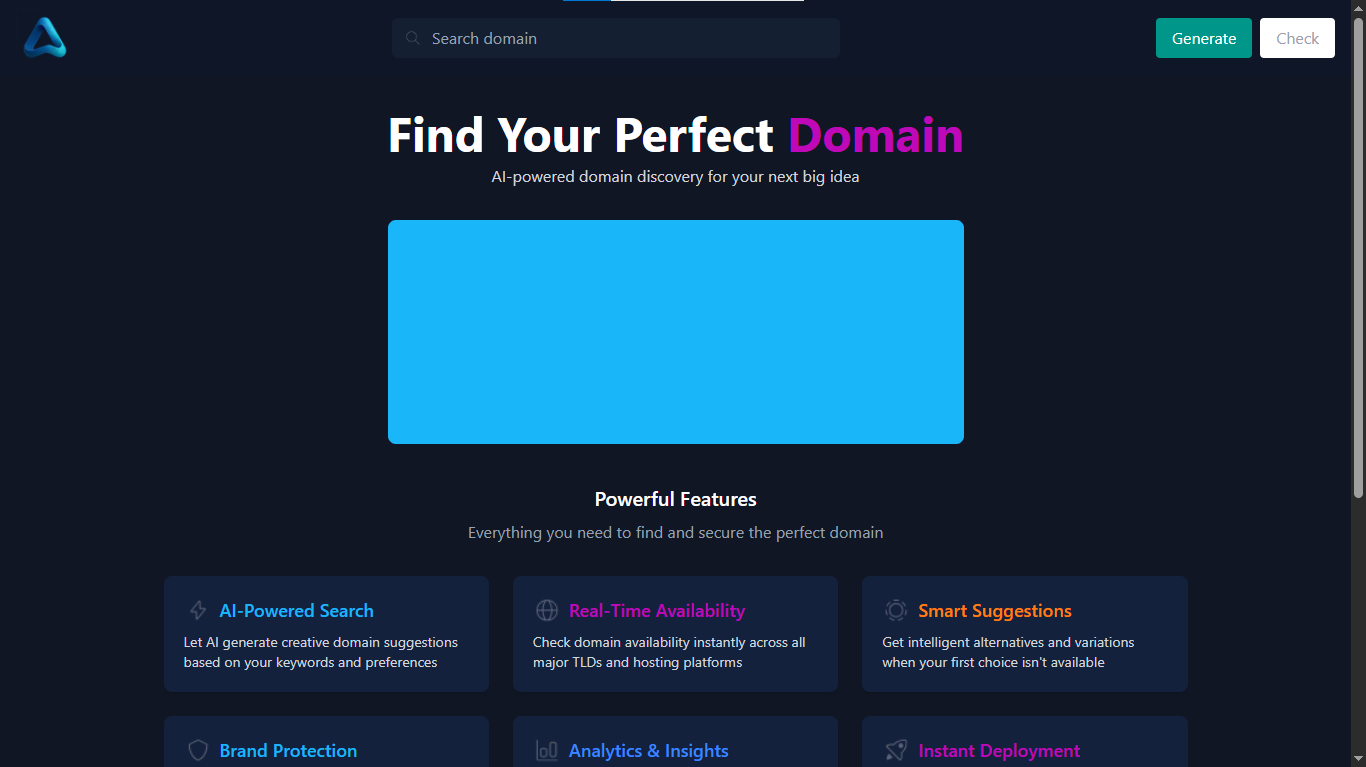 Search domain
Generate
Check
Find Your Perfect Domain
AI-powered domain discovery for your next big idea
Powerful Features
Everything you need to find and secure the perfect domain
AI-Powered Search
Let AI generate creative domain suggestions
based on your keywords and preferences
Real-Time Availability
Check domain availability instantly across all
major TLDs and hosting platforms
Smart Suggestions
Get intelligent alternatives and variations
when your first choice isn't available
Brand Protection
Analytics & Insights
Instant Deployment